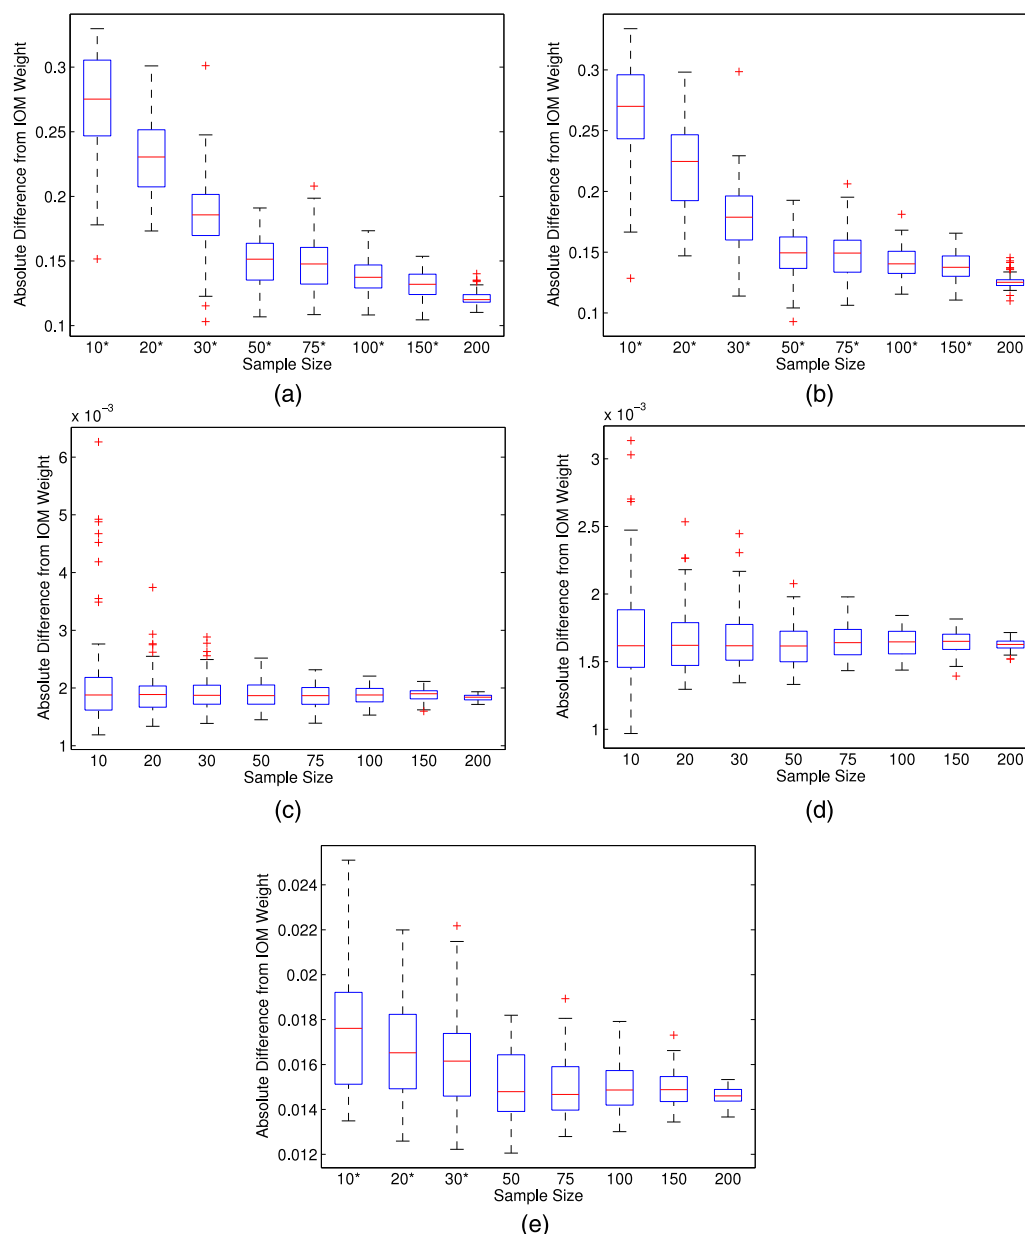 Absolute Difference from IOM Weight
0.3
0.25
0.2
0.15
0.1
10* 20* 30* 50* 75* 100* 150* 200
Sample Size
(a)
Absolute Difference from IOM Weight
0.3
0.25
0.2
0.15
0.1
10* 20* 30* 50* 75* 100* 150* 200
Sample Size
(b)
x 10⁻³
Absolute Difference from IOM Weight
6
5
4
3
2
1
10 20 30 50 75 100 150 200
Sample Size
(c)
x 10⁻³
Absolute Difference from IOM Weight
3
2.5
2
1.5
1
10 20 30 50 75 100 150 200
Sample Size
(d)
Absolute Difference from IOM Weight
0.024
0.022
0.02
0.018
0.016
0.014
0.012
10* 20* 30* 50 75 100 150 200
Sample Size
(e)